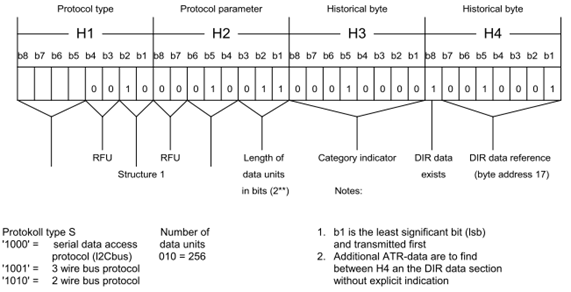 Protocol type Protocol parameter Historical byte Historical byte
H1 H2 H3 H4
b8 b7 b6 b5 b4 b3 b2 b1 b8 b7 b6 b5 b4 b3 b2 b1 b8 b7 b6 b5 b4 b3 b2 b1 b8 b7 b6 b5 b4 b3 b2 b1
0 0 1 0 0 0 0 1 0 0 1 1 0 0 0 1 0 0 0 0 1 0 0 1 0 0 0 1
RFU RFU Length of Category indicator DIR data DIR data reference
Structure 1 data units exists (byte address 17)
in bits (2**) Notes:
Protokoll type S Number of 1. b1 is the least significant bit (lsb)
'1000' = serial data access data units and transmitted first
protocol (I2Cbus) 010 = 256 2. Additional ATR-data are to find
'1001' = 3 wire bus protocol between H4 an the DIR data section
'1010' = 2 wire bus protocol without explicit indication